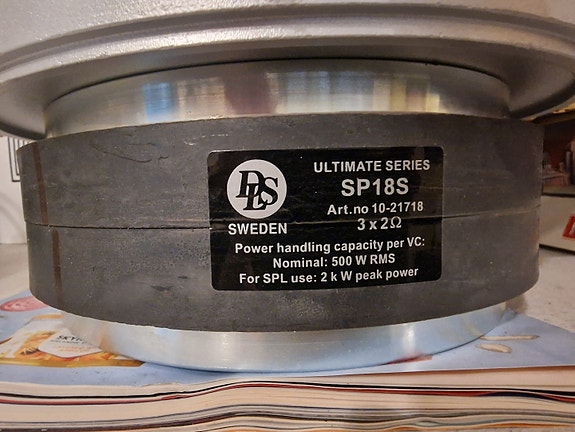 DLS
SWEDEN
ULTIMATE SERIES
SP18S
Art.no 10-21718
3 x 2Ω
Power handling capacity per VC:
Nominal: 500 W RMS
For SPL use: 2 k W peak power